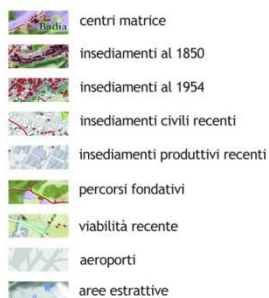 Badia
centri matrice
insediamenti al 1850
insediamenti al 1954
insediamenti civili recenti
insediamenti produttivi recenti
percorsi fondativi
viabilità recente
aeroporti
aree estrattive